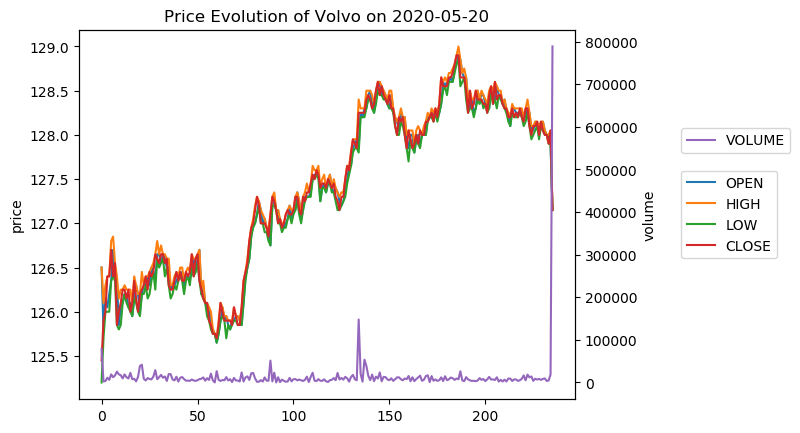 Price Evolution of Volvo on 2020-05-20
129.0
128.5
128.0
127.5
127.0
126.5
126.0
125.5
price
0
50
100
150
200
800000
700000
600000
500000
400000
300000
200000
100000
0
volume
VOLUME
OPEN
HIGH
LOW
CLOSE